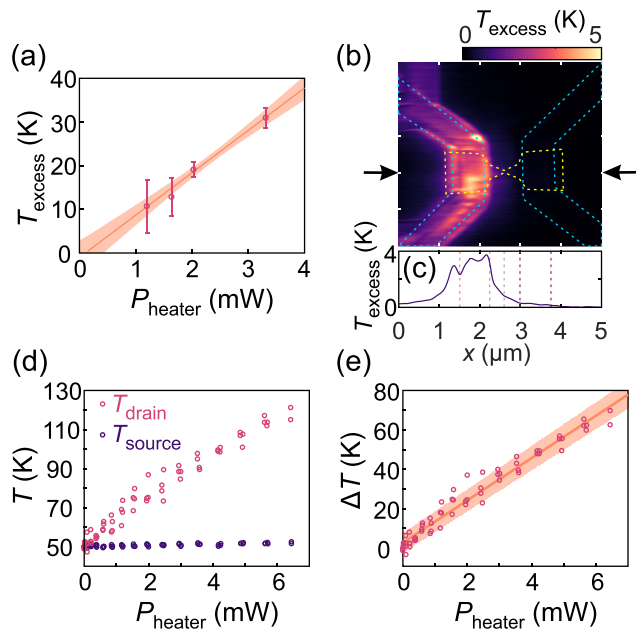 (a)
40
30
20
10
0
T_excess (K)
0 1 2 3 4
P_heater (mW)
(b)
T_excess (K)
0 5
(c)
4
0
T_excess (K)
0 1 2 3 4 5
x (μm)
(d)
130
110
90
70
50
T (K)
T_drain
T_source
0 2 4 6
P_heater (mW)
(e)
80
60
40
20
0
ΔT (K)
0 2 4 6
P_heater (mW)